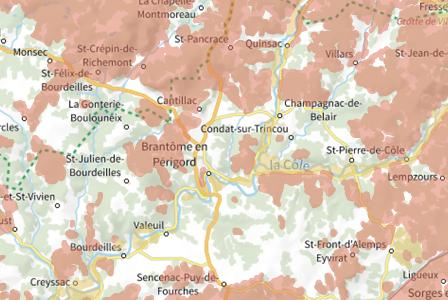 La Chapelle-
Montmoreau
Fresse
Grotte de Vi
St-Pancrace
Quinsac
Monsec
St-Crépin-de-
Richemont
Villars
St-Jean-de-
St-Félix-de-
Bourdeilles
La Gonterie-
Boulouneix
Cantillac
Champagnac-de-
Belair
rcles
Condat-sur-Trincou
Brantôme en
Périgord
St-Julien-de-
Bourdeilles
la Côle
St-Pierre-de-Côle
Lempzours
-et-St-Vivien
ust
Valeuil
Bourdeilles
St-Front-d'Alemps
Eyvirat
Creyssac
Sencenac-Puy-de-
Fourches
Ligueux
Sorges